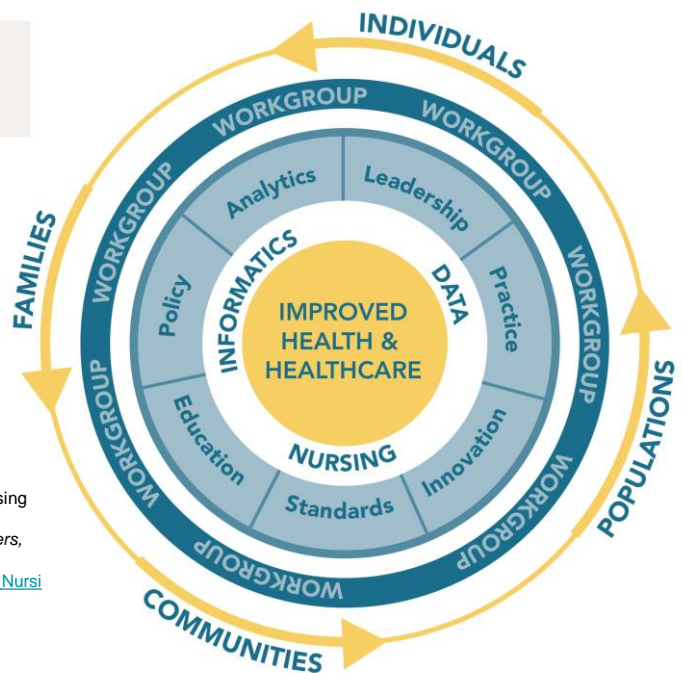 INDIVIDUALS
FAMILIES
POPULATIONS
COMMUNITIES
WORKGROUP
WORKGROUP
WORKGROUP
WORKGROUP
WORKGROUP
WORKGROUP
WORKGROUP
Analytics
Leadership
Practice
Innovation
Standards
Education
Policy
INFORMATICS
DATA
NURSING
IMPROVED
HEALTH &
HEALTHCARE
sing
ers,
Nursi